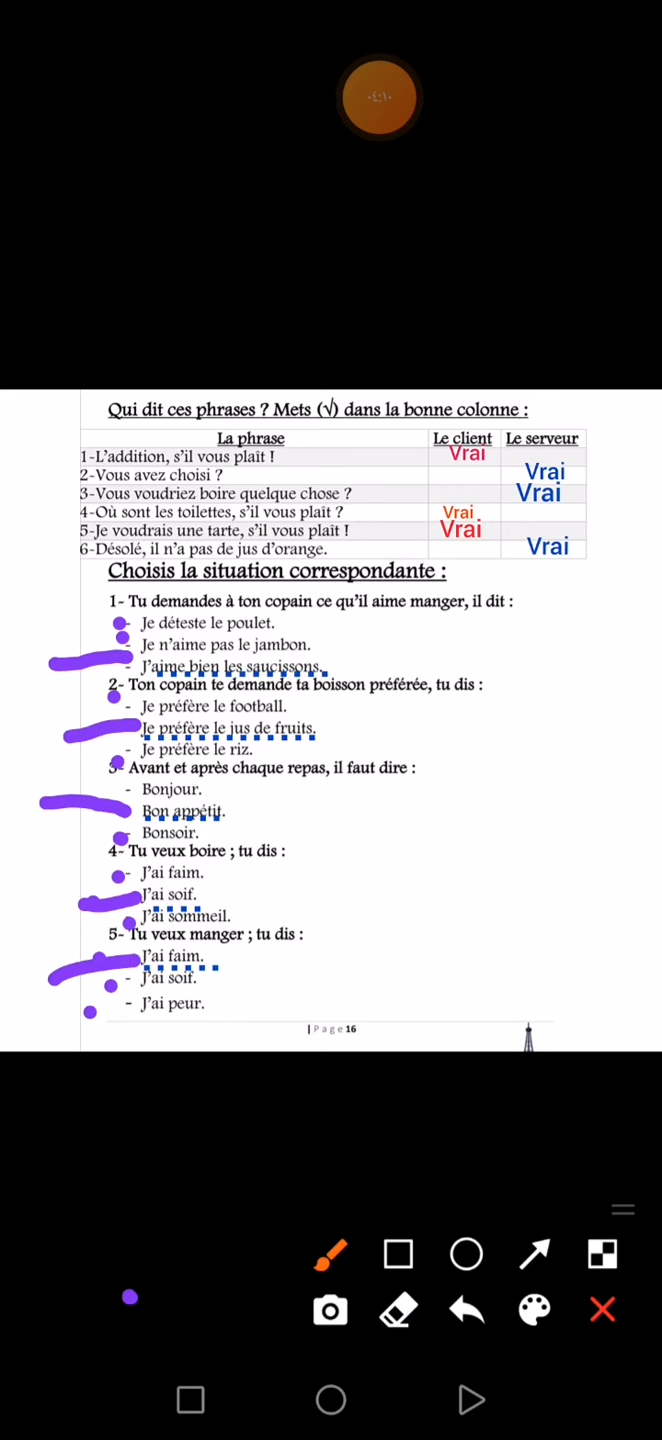 ٠٤:١٠
Qui dit ces phrases ? Mets (√) dans la bonne colonne :
La phrase Le client Le serveur
1-L'addition, s'il vous plaît ! Vrai
2-Vous avez choisi ? Vrai
3-Vous voudriez boire quelque chose ? Vrai
4-Où sont les toilettes, s'il vous plaît ? Vrai
5-Je voudrais une tarte, s'il vous plaît ! Vrai
6-Désolé, il n'a pas de jus d'orange. Vrai
Choisis la situation correspondante :
1- Tu demandes à ton copain ce qu'il aime manger, il dit :
- Je déteste le poulet.
- Je n'aime pas le jambon.
- J'aime bien les saucissons.
2- Ton copain te demande ta boisson préférée, tu dis :
- Je préfère le football.
Je préfère le jus de fruits.
- Je préfère le riz.
3- Avant et après chaque repas, il faut dire :
- Bonjour.
Bon appétit.
- Bonsoir.
4- Tu veux boire ; tu dis :
- J'ai faim.
J'ai soif.
J'ai sommeil.
5- Tu veux manger ; tu dis :
J'ai faim.
- J'ai soif.
- J'ai peur.
| Page 16